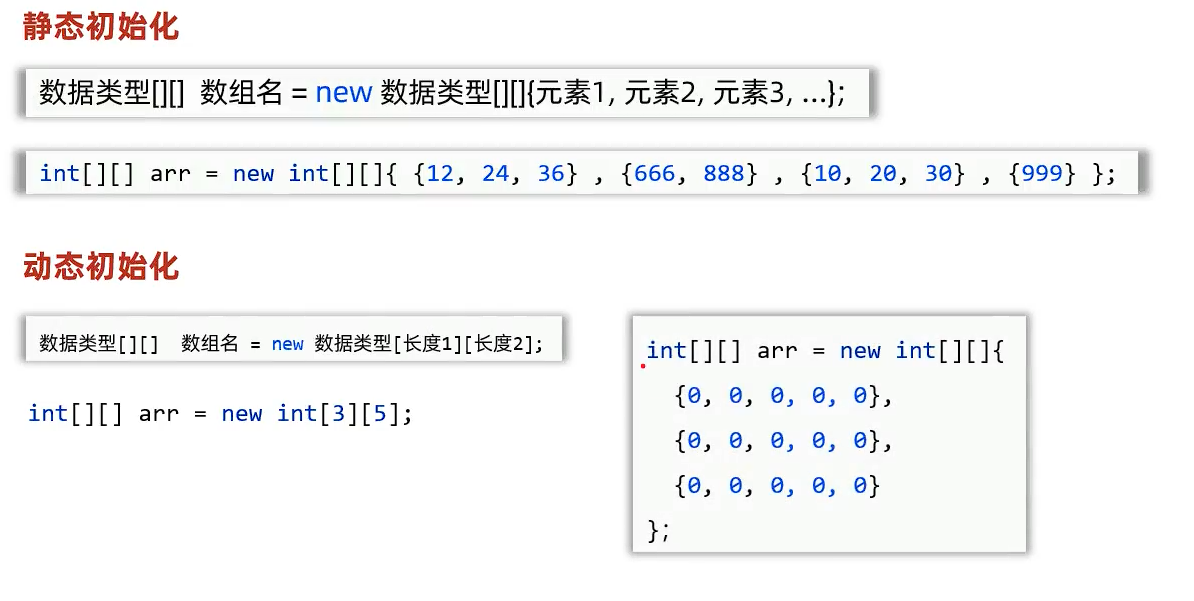 静态初始化
数据类型[][]  数组名 = new 数据类型[][]{元素1, 元素2, 元素3, ...};
int[][] arr = new int[][]{ {12, 24, 36} , {666, 888} , {10, 20, 30} , {999} };
动态初始化
数据类型[][]  数组名 = new 数据类型[长度1][长度2];
int[][] arr = new int[3][5];
int[][] arr = new int[][]{
{0, 0, 0, 0, 0},
{0, 0, 0, 0, 0},
{0, 0, 0, 0, 0}
};